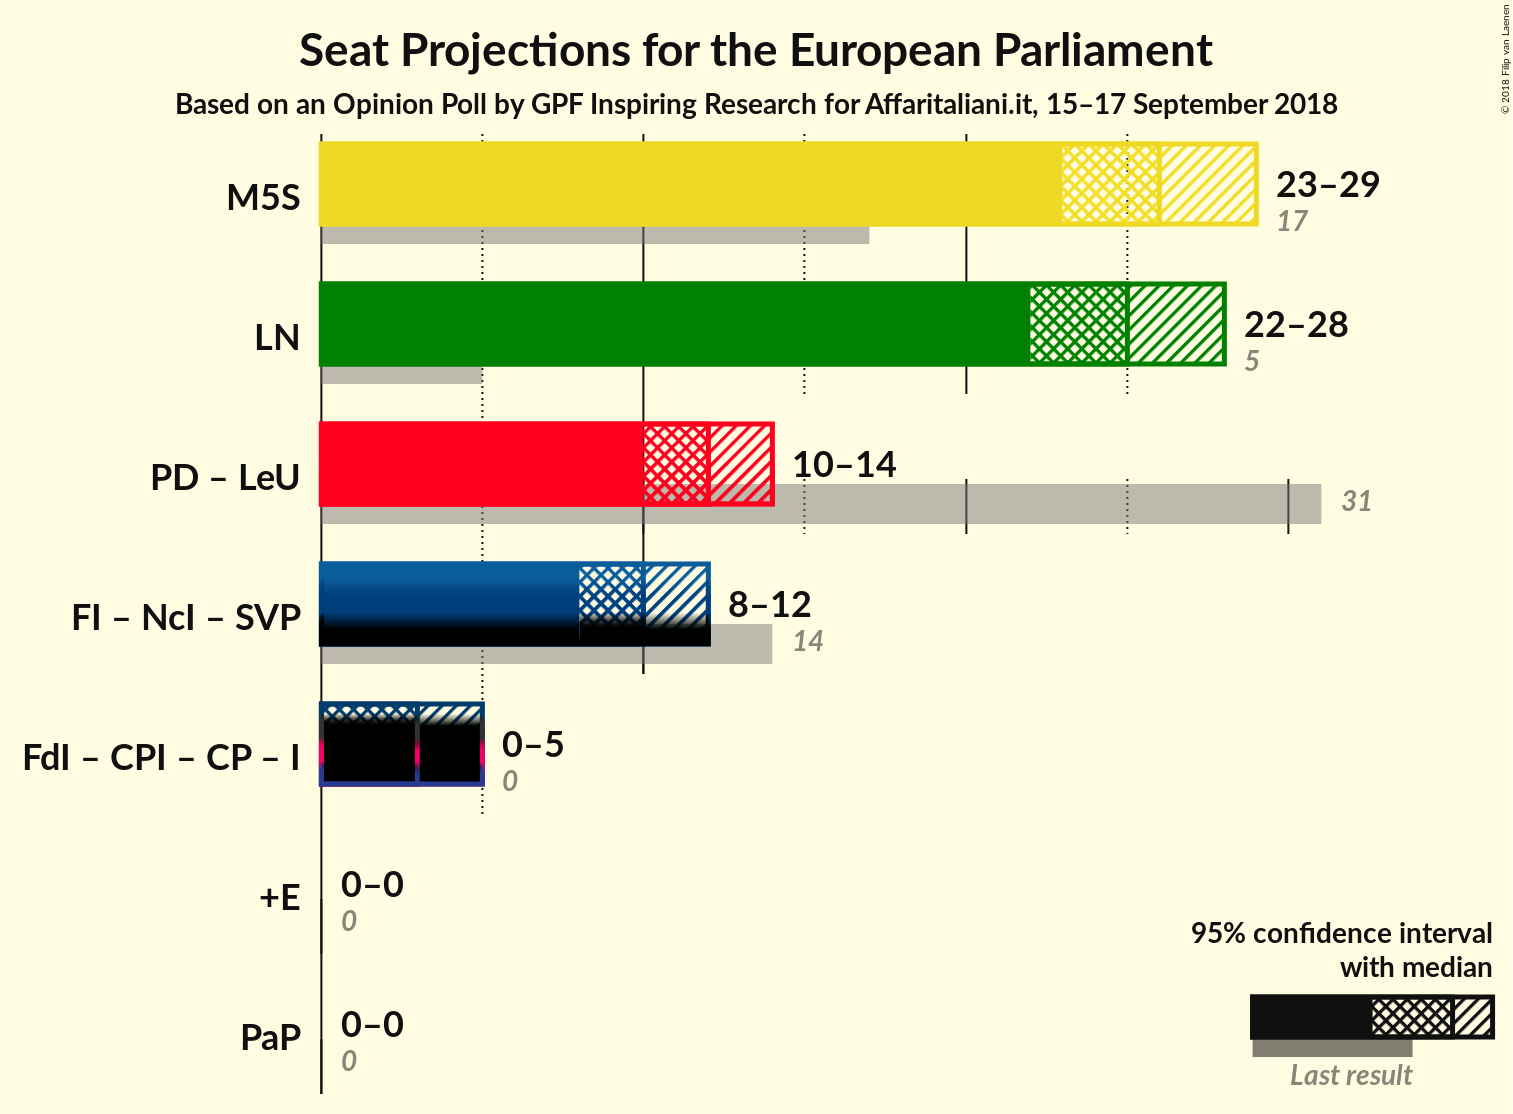 Seat Projections for the European Parliament
Based on an Opinion Poll by GPF Inspiring Research for Affaritaliani.it, 15–17 September 2018
© 2018 Filip van Laenen
M5S
23–29
17
LN
22–28
5
PD – LeU
10–14
31
FI – NcI – SVP
8–12
14
FdI – CPI – CP – I
0–5
0
+E
0–0
0
PaP
0–0
0
95% confidence interval
with median
Last result